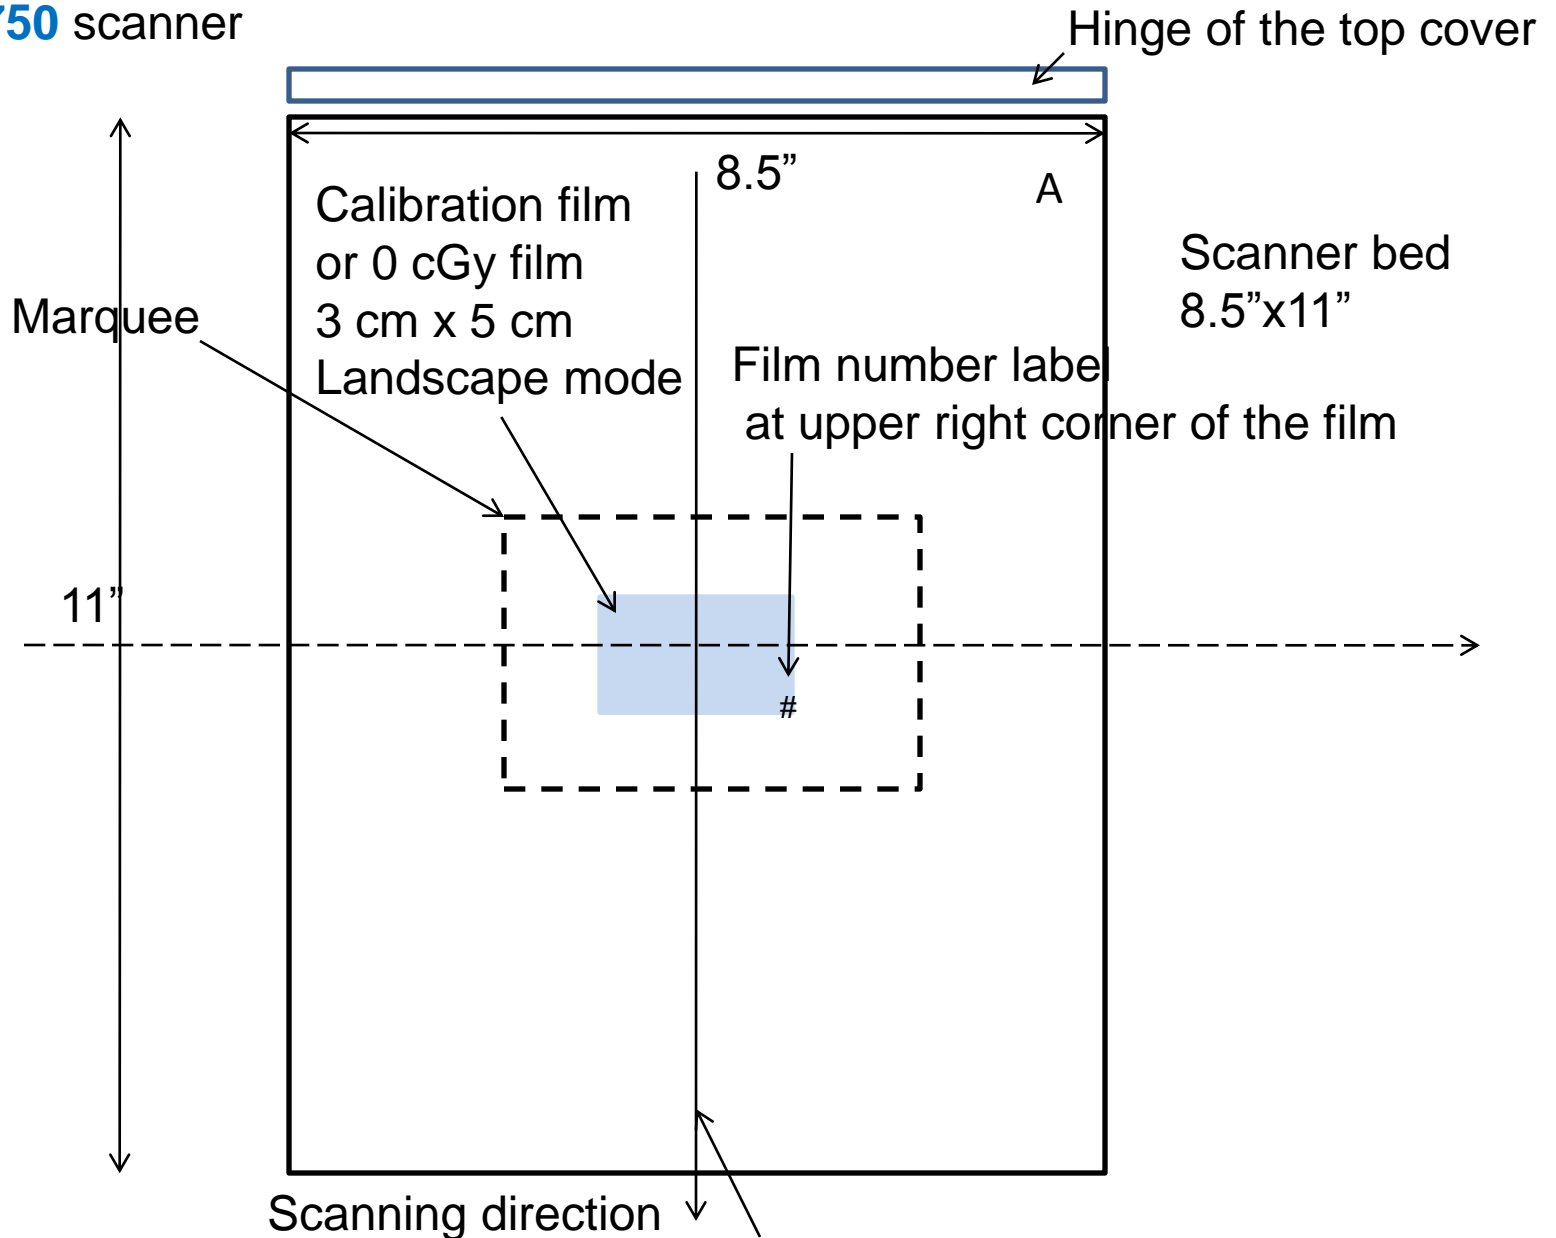 50 scanner
Hinge of the top cover
8.5”
A
Calibration film
or 0 cGy film
3 cm x 5 cm
Landscape mode
Scanner bed
8.5”x11”
Marquee
Film number label
at upper right corner of the film
11”
#
Scanning direction